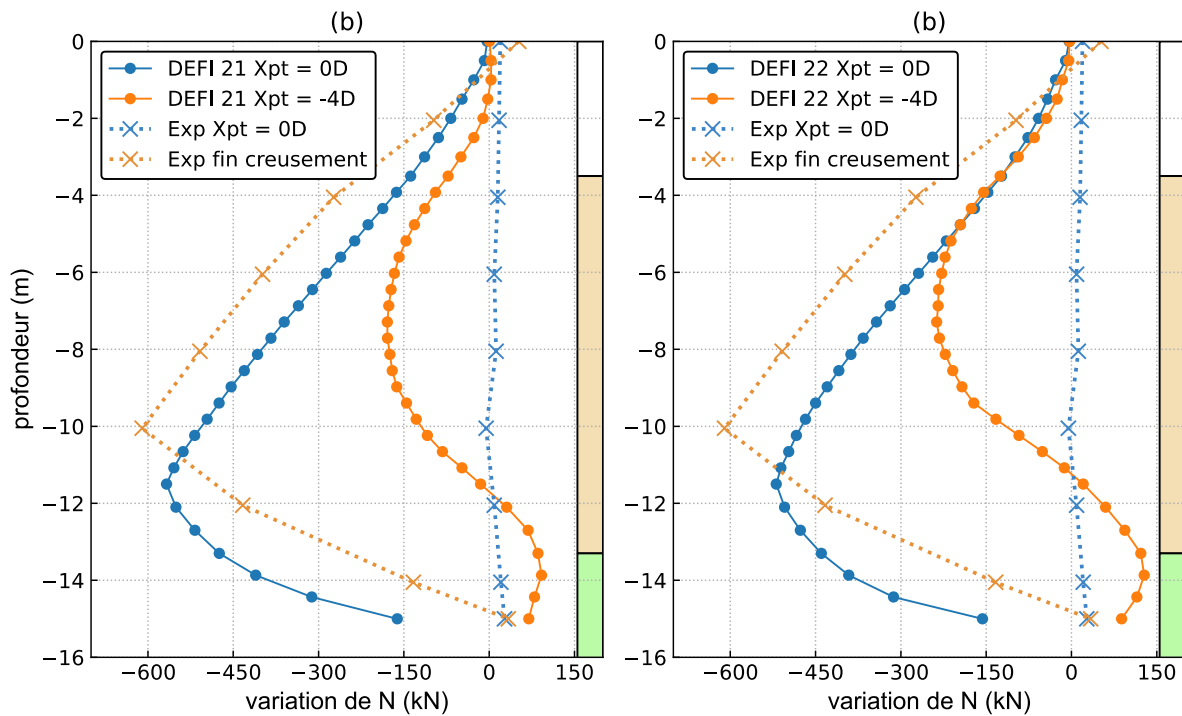 (b)
DEFI 21 Xpt = 0D
DEFI 21 Xpt = -4D
Exp Xpt = 0D
Exp fin creusement
0
−2
−4
−6
−8
−10
−12
−14
−16
profondeur (m)
−600 −450 −300 −150 0 150
variation de N (kN)
(b)
DEFI 22 Xpt = 0D
DEFI 22 Xpt = -4D
Exp Xpt = 0D
Exp fin creusement
0
−2
−4
−6
−8
−10
−12
−14
−16
−600 −450 −300 −150 0 150
variation de N (kN)